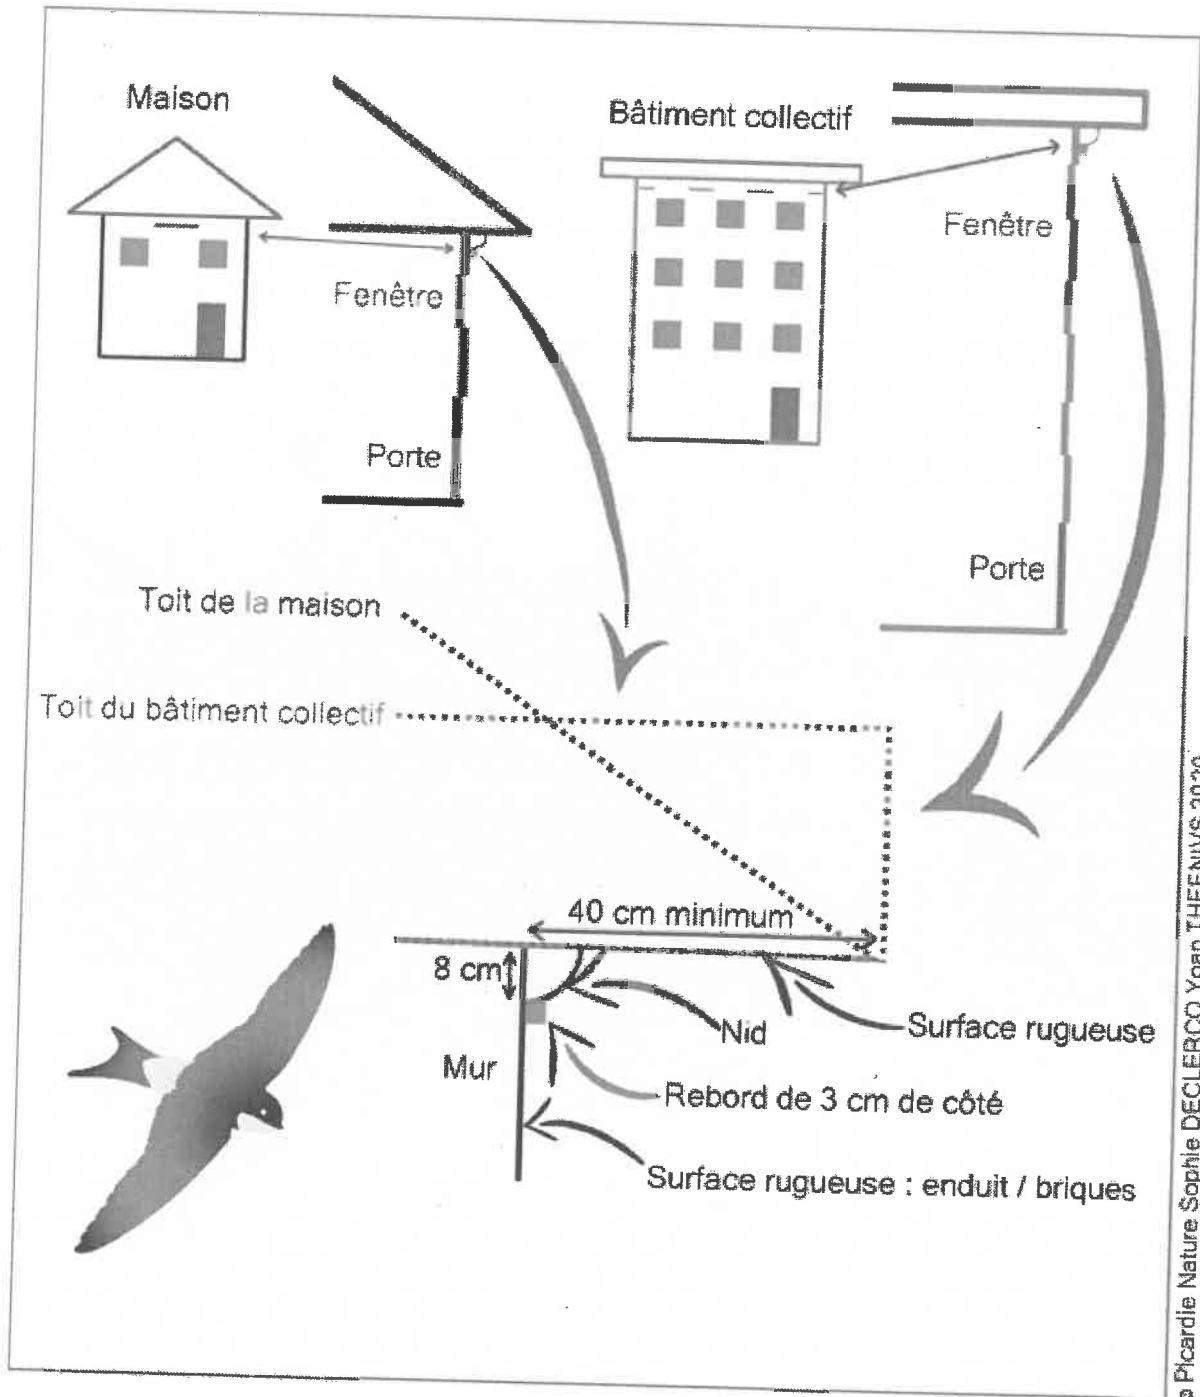 Maison
Bâtiment collectif
Fenêtre
Fenêtre
Porte
Porte
Toit de la maison
Toit du bâtiment collectif
40 cm minimum
8 cm
Nid
Surface rugueuse
Mur
Rebord de 3 cm de côté
Surface rugueuse : enduit / briques
Picardie Nature Sophie DECLERCQ Yoan THEENIVS 2020